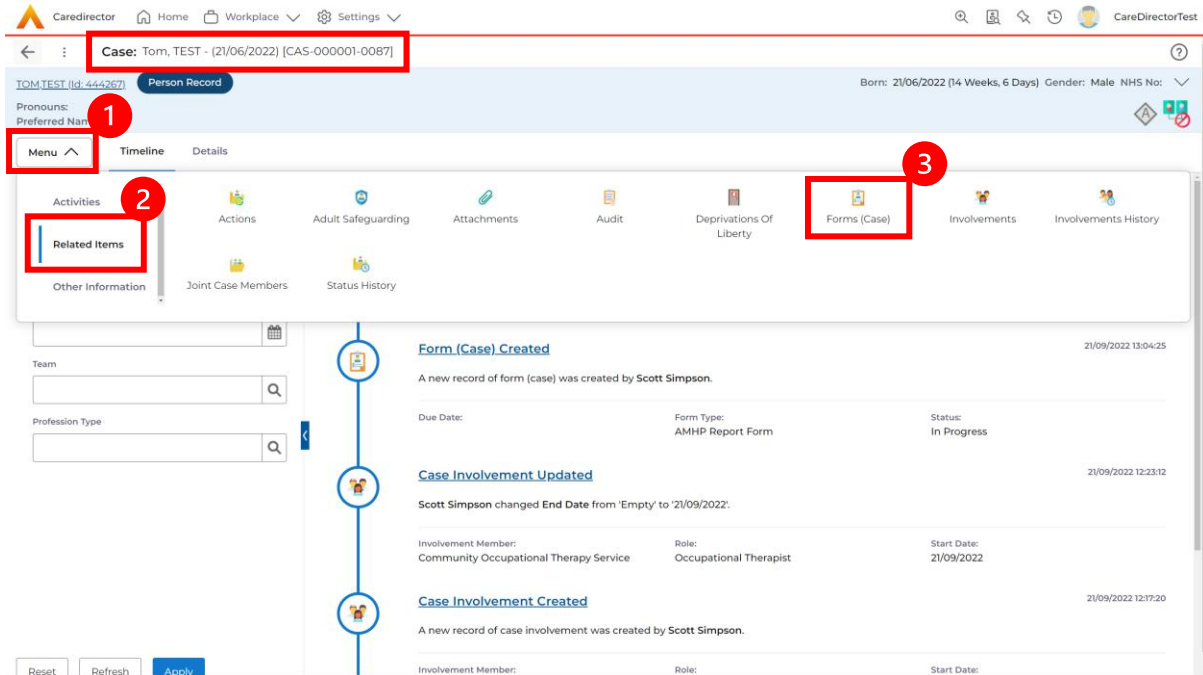 Caredirector Home Workplace Settings CareDirectorTest
Case: Tom, TEST - (21/06/2022) [CAS-000001-0087]
TOM,TEST (Id: 444267) Person Record Born: 21/06/2022 (14 Weeks, 6 Days) Gender: Male NHS No:
Pronouns:
Preferred Nam
1
Menu Timeline Details
3
Activities
2
Related Items
Other Information
Actions Adult Safeguarding Attachments Audit Deprivations Of Liberty Forms (Case) Involvements Involvements History
Joint Case Members Status History
Team
Profession Type
Reset Refresh Apply
Form (Case) Created 21/09/2022 13:04:25
A new record of form (case) was created by Scott Simpson.
Due Date: Form Type: Status:
AMHP Report Form In Progress
Case Involvement Updated 21/09/2022 12:23:12
Scott Simpson changed End Date from 'Empty' to '21/09/2022'.
Involvement Member: Role: Start Date:
Community Occupational Therapy Service Occupational Therapist 21/09/2022
Case Involvement Created 21/09/2022 12:17:20
A new record of case involvement was created by Scott Simpson.
Involvement Member: Role: Start Date: